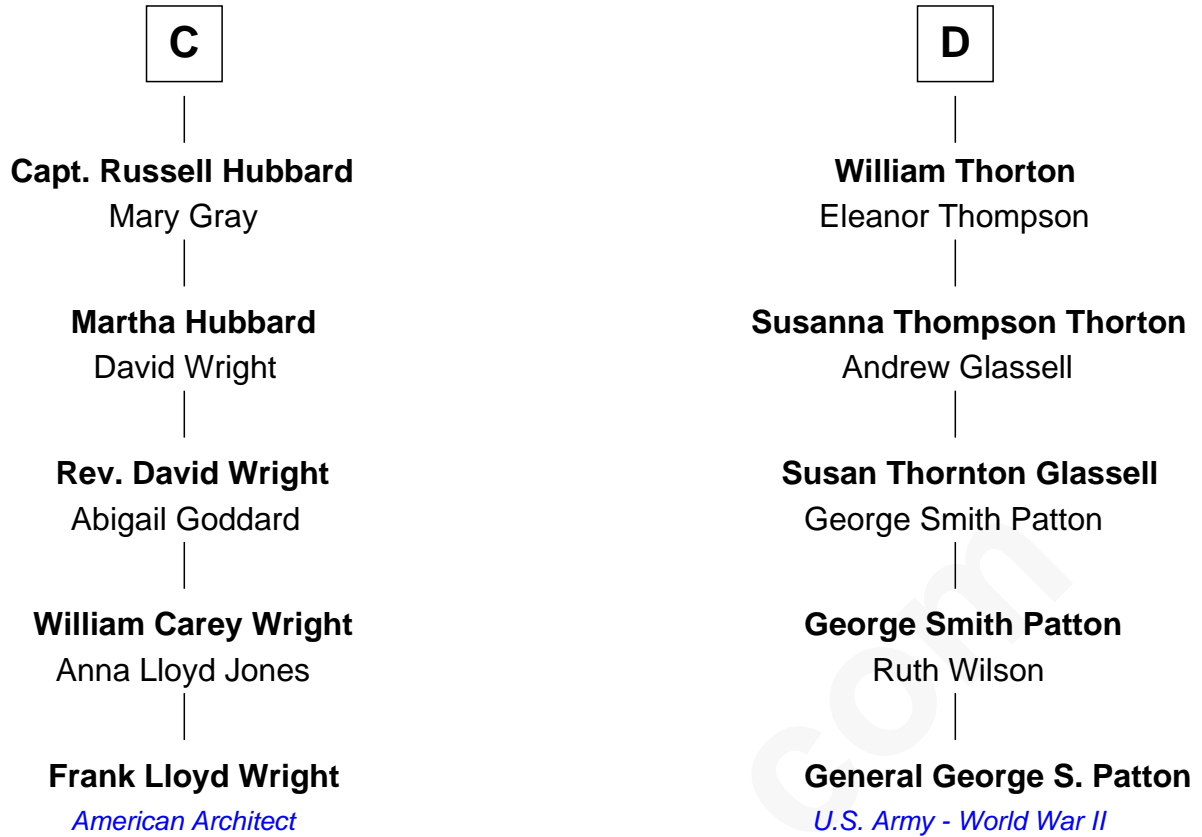 C
Capt. Russell Hubbard
Mary Gray
Martha Hubbard
David Wright
Rev. David Wright
Abigail Goddard
William Carey Wright
Anna Lloyd Jones
Frank Lloyd Wright
American Architect
D
William Thorton
Eleanor Thompson
Susanna Thompson Thorton
Andrew Glassell
Susan Thornton Glassell
George Smith Patton
George Smith Patton
Ruth Wilson
General George S. Patton
U.S. Army - World War II
com